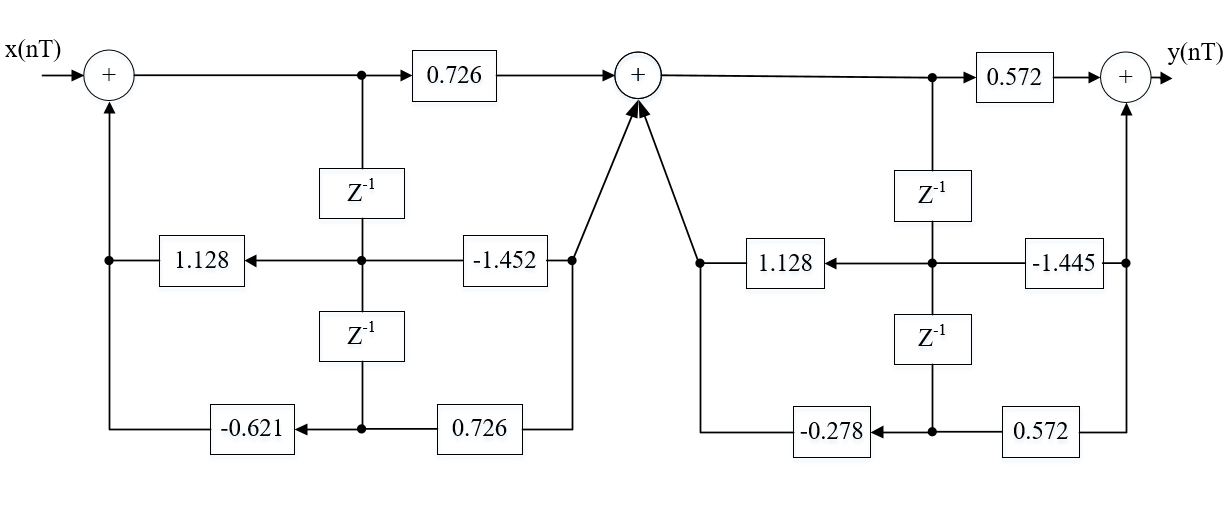 x(nT)
+
0.726
+
0.572
+
y(nT)
Z-1
Z-1
1.128
-1.452
1.128
-1.445
Z-1
Z-1
-0.621
0.726
-0.278
0.572